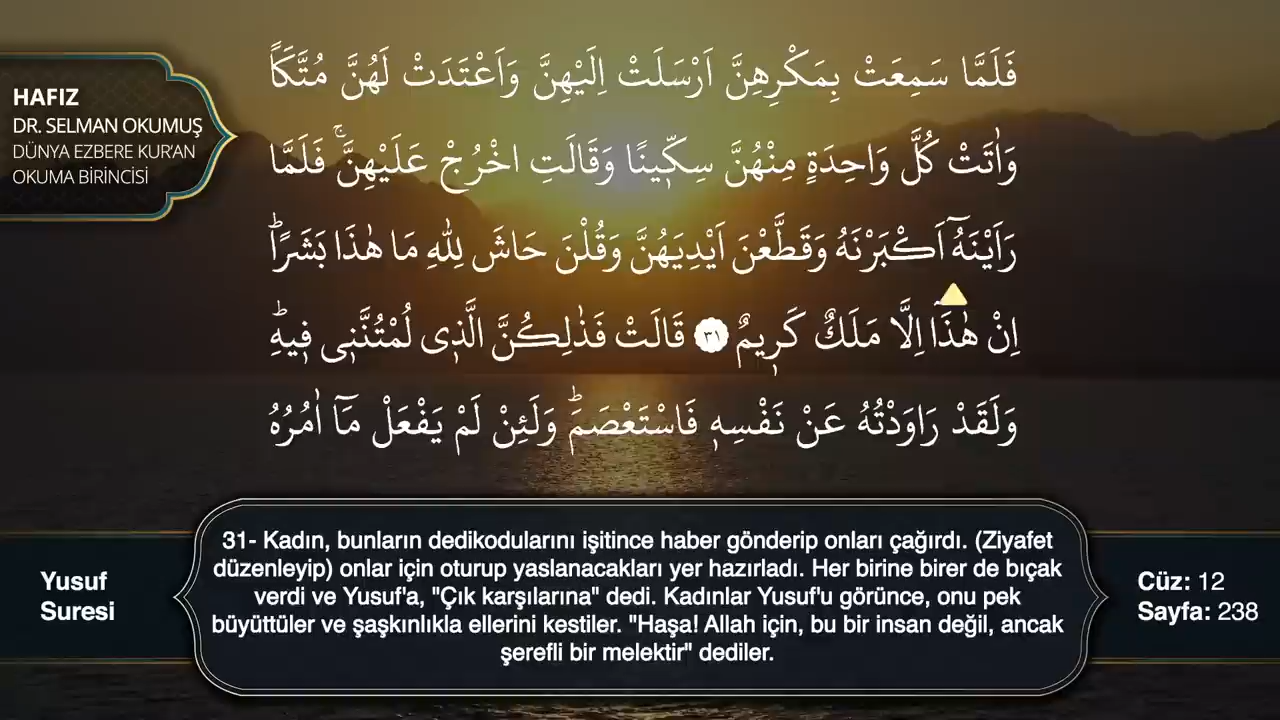 HAFIZ
DR. SELMAN OKUMUŞ
DÜNYA EZBERE KUR'AN
OKUMA BİRİNCİSİ
فَلَمَّا سَمِعَتْ بِمَكْرِهِنَّ اَرْسَلَتْ اِلَيْهِنَّ وَاَعْتَدَتْ لَهُنَّ مُتَّكَاً
وَاٰتَتْ كُلَّ وَاحِدَةٍ مِنْهُنَّ سِكّ۪ينًا وَقَالَتِ اخْرُجْ عَلَيْهِنَّۚ فَلَمَّا
رَاَيْنَهُٓ اَكْبَرْنَهُ وَقَطَّعْنَ اَيْدِيَهُنَّ وَقُلْنَ حَاشَ لِلّٰهِ مَا هٰذَا بَشَرًاۜ
اِنْ هٰذَٓا اِلَّا مَلَكٌ كَر۪يمٌ ﴿٣١﴾ قَالَتْ فَذٰلِكُنَّ الَّذ۪ي لُمْتُنَّن۪ي ف۪يهِۜ
وَلَقَدْ رَاوَدْتُهُ عَنْ نَفْسِه۪ فَاسْتَعْصَمَۜ وَلَئِنْ لَمْ يَفْعَلْ مَٓا اٰمُرُهُ
31- Kadın, bunların dedikodularını işitince haber gönderip onları çağırdı. (Ziyafet
düzenleyip) onlar için oturup yaslanacakları yer hazırladı. Her birine birer de bıçak
verdi ve Yusuf'a, "Çık karşılarına" dedi. Kadınlar Yusuf'u görünce, onu pek
büyüttüler ve şaşkınlıkla ellerini kestiler. "Haşa! Allah için, bu bir insan değil, ancak
şerefli bir melektir" dediler.
Yusuf
Suresi
Cüz: 12
Sayfa: 238